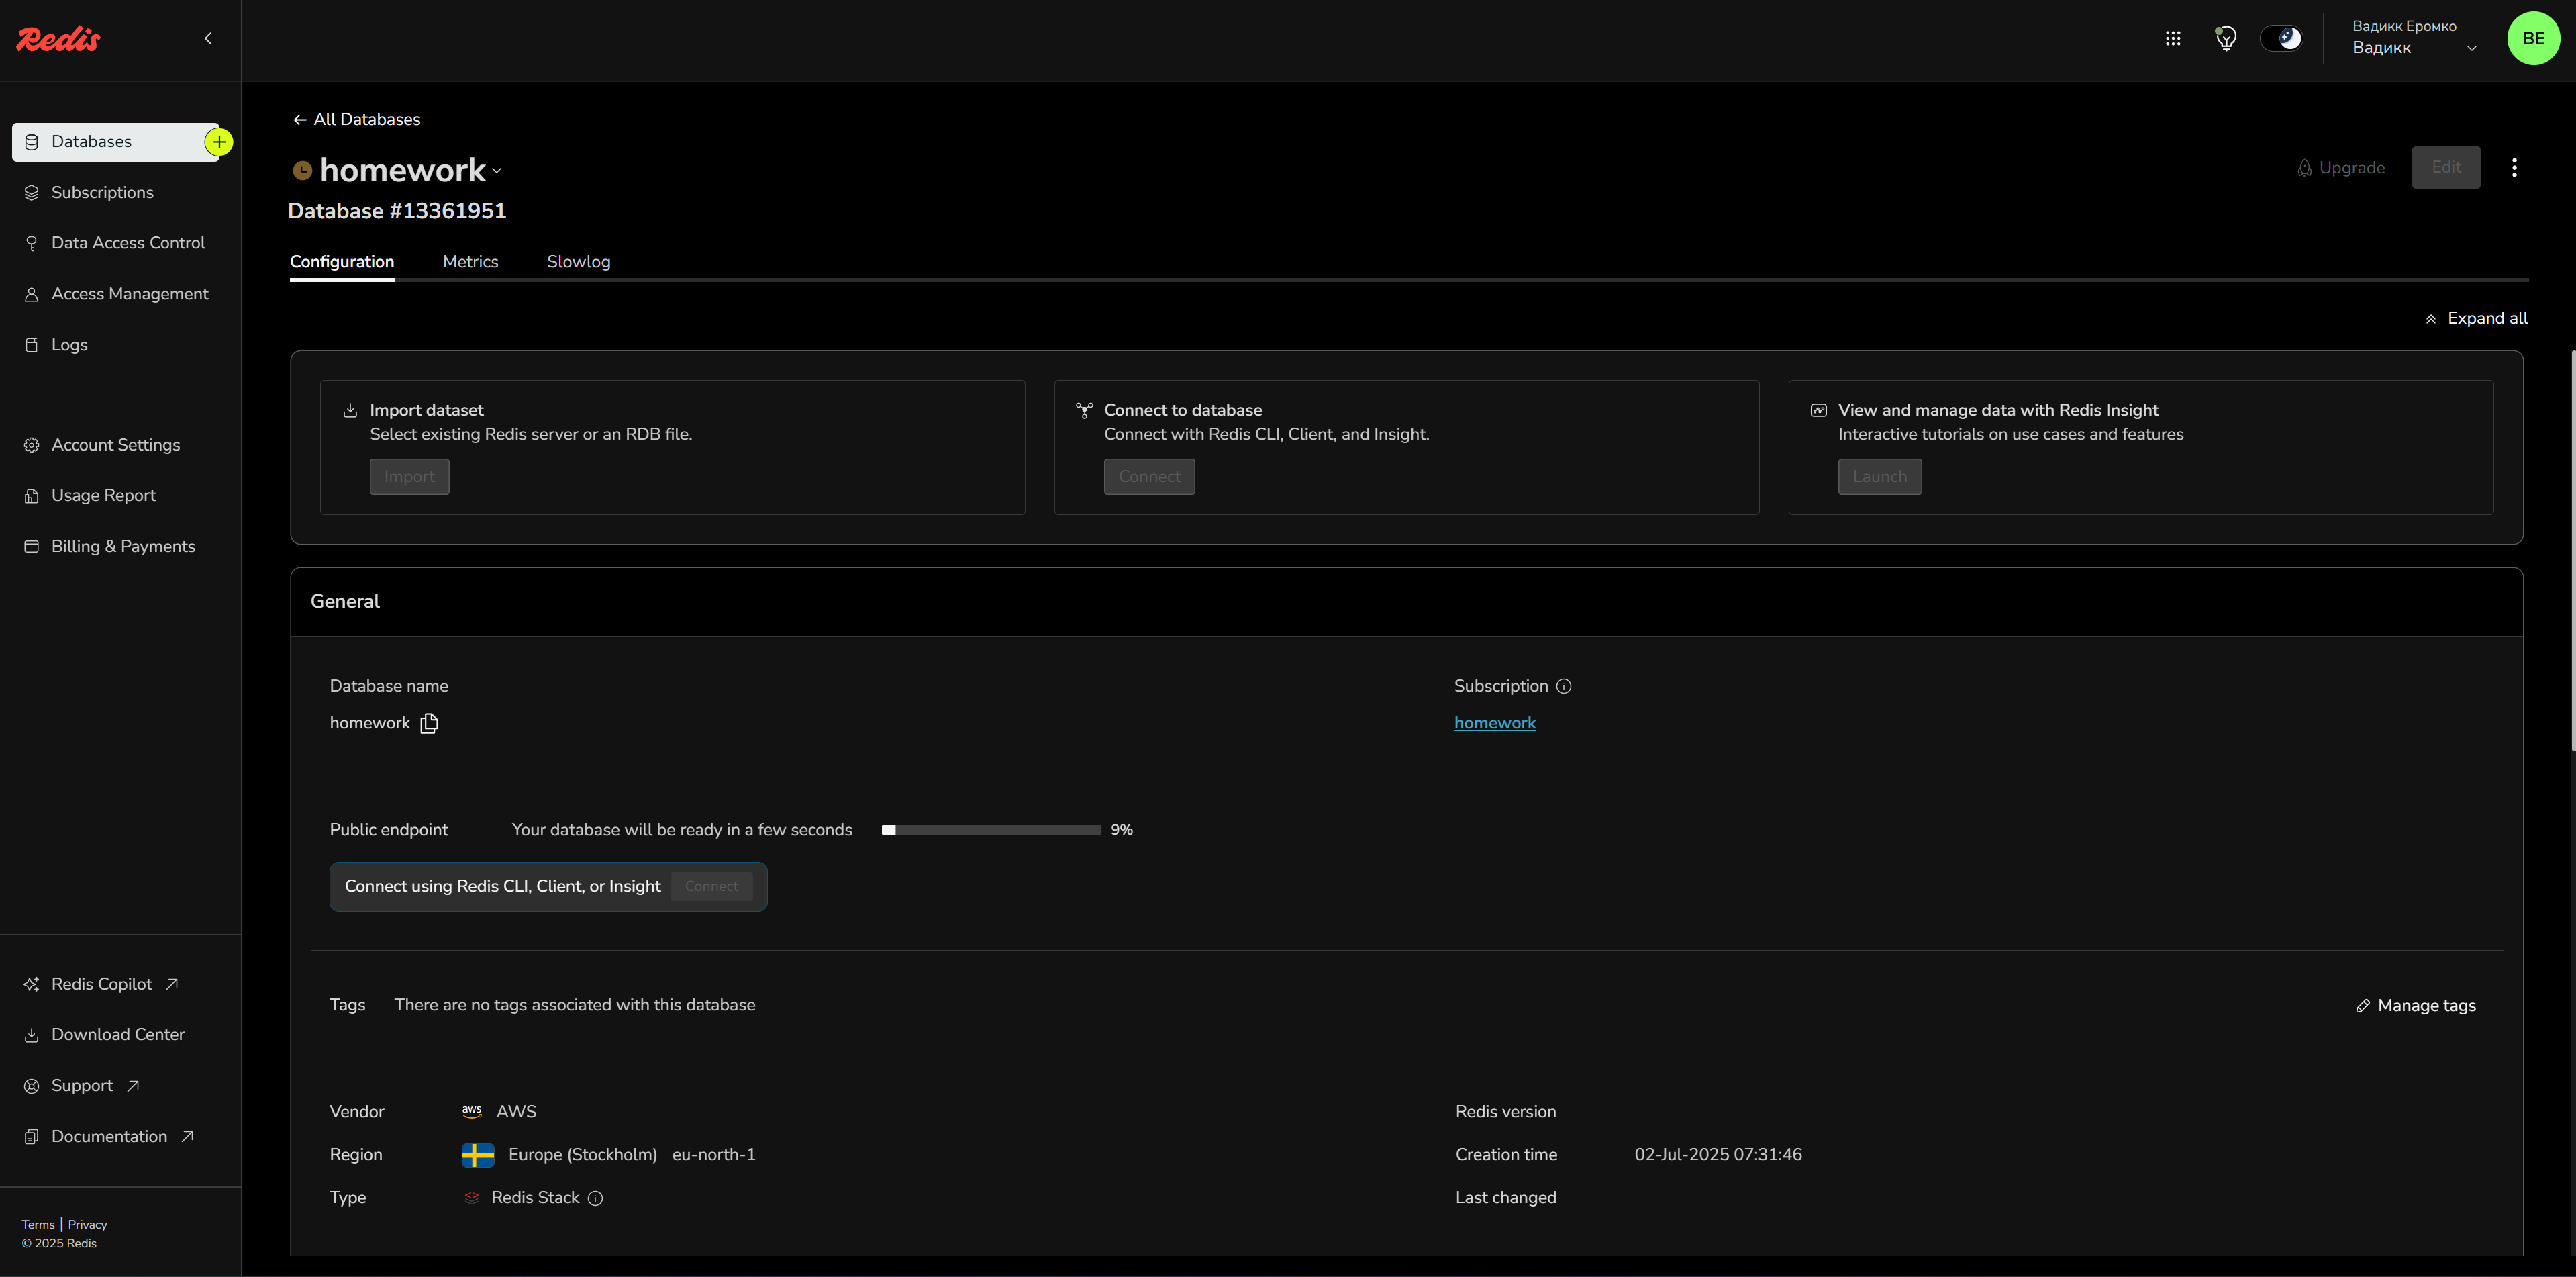 Redis
Вадикк Еромко
Вадикк
BE
Databases
Subscriptions
Data Access Control
Access Management
Logs
Account Settings
Usage Report
Billing & Payments
Redis Copilot
Download Center
Support
Documentation
Terms | Privacy
© 2025 Redis
All Databases
homework
Upgrade
Edit
Database #13361951
Configuration Metrics Slowlog
Expand all
Import dataset
Select existing Redis server or an RDB file.
Import
Connect to database
Connect with Redis CLI, Client, and Insight.
Connect
View and manage data with Redis Insight
Interactive tutorials on use cases and features
Launch
General
Database name
homework
Subscription
homework
Public endpoint Your database will be ready in a few seconds 9%
Connect using Redis CLI, Client, or Insight Connect
Tags There are no tags associated with this database Manage tags
Vendor aws AWS
Region Europe (Stockholm) eu-north-1
Type Redis Stack
Redis version
Creation time 02-Jul-2025 07:31:46
Last changed